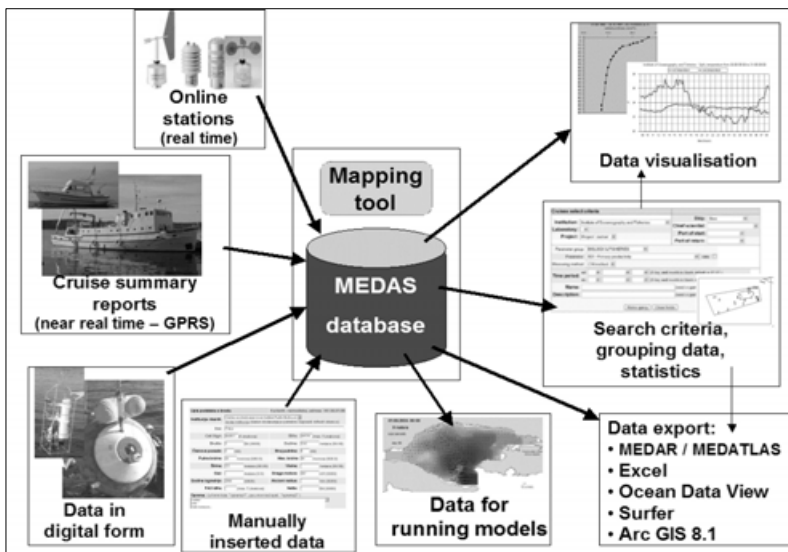 Online
stations
(real time)
Cruise summary
reports
(near real time – GPRS)
Data in
digital form
Manually
inserted data
Mapping
tool
MEDAS
database
Data for
running models
Data visualisation
Search criteria,
grouping data,
statistics
Data export:
• MEDAR / MEDATLAS
• Excel
• Ocean Data View
• Surfer
• Arc GIS 8.1